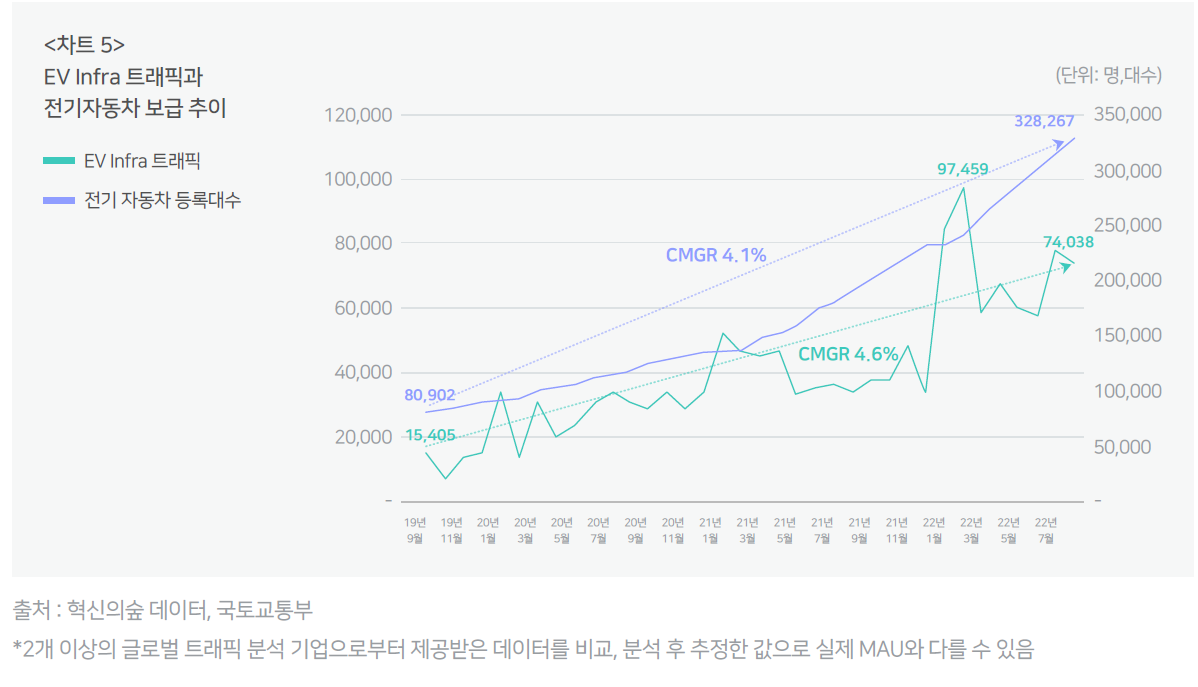 <차트 5>
EV Infra 트래픽과
전기자동차 보급 추이
EV Infra 트래픽
전기 자동차 등록대수
(단위: 명,대수)
120,000
100,000
80,000
60,000
40,000
20,000
-
350,000
300,000
250,000
200,000
150,000
100,000
50,000
-
328,267
97,459
74,038
CMGR 4.1%
CMGR 4.6%
80,902
15,405
19년 19년 20년 20년 20년 20년 20년 20년 21년 21년 21년 21년 21년 21년 22년 22년 22년 22년
9월 11월 1월 3월 5월 7월 9월 11월 1월 3월 5월 7월 9월 11월 1월 3월 5월 7월
출처 : 혁신의숲 데이터, 국토교통부
*2개 이상의 글로벌 트래픽 분석 기업으로부터 제공받은 데이터를 비교, 분석 후 추정한 값으로 실제 MAU와 다를 수 있음